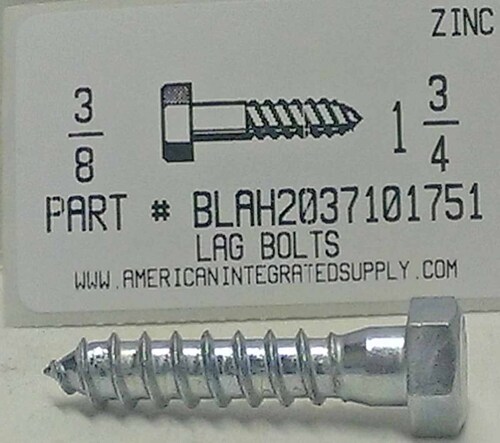 ZINC
3/8 1 3/4
PART # BLAH2037101751
LAG BOLTS
WWW.AMERICANINTEGRATEDSUPPLY.COM